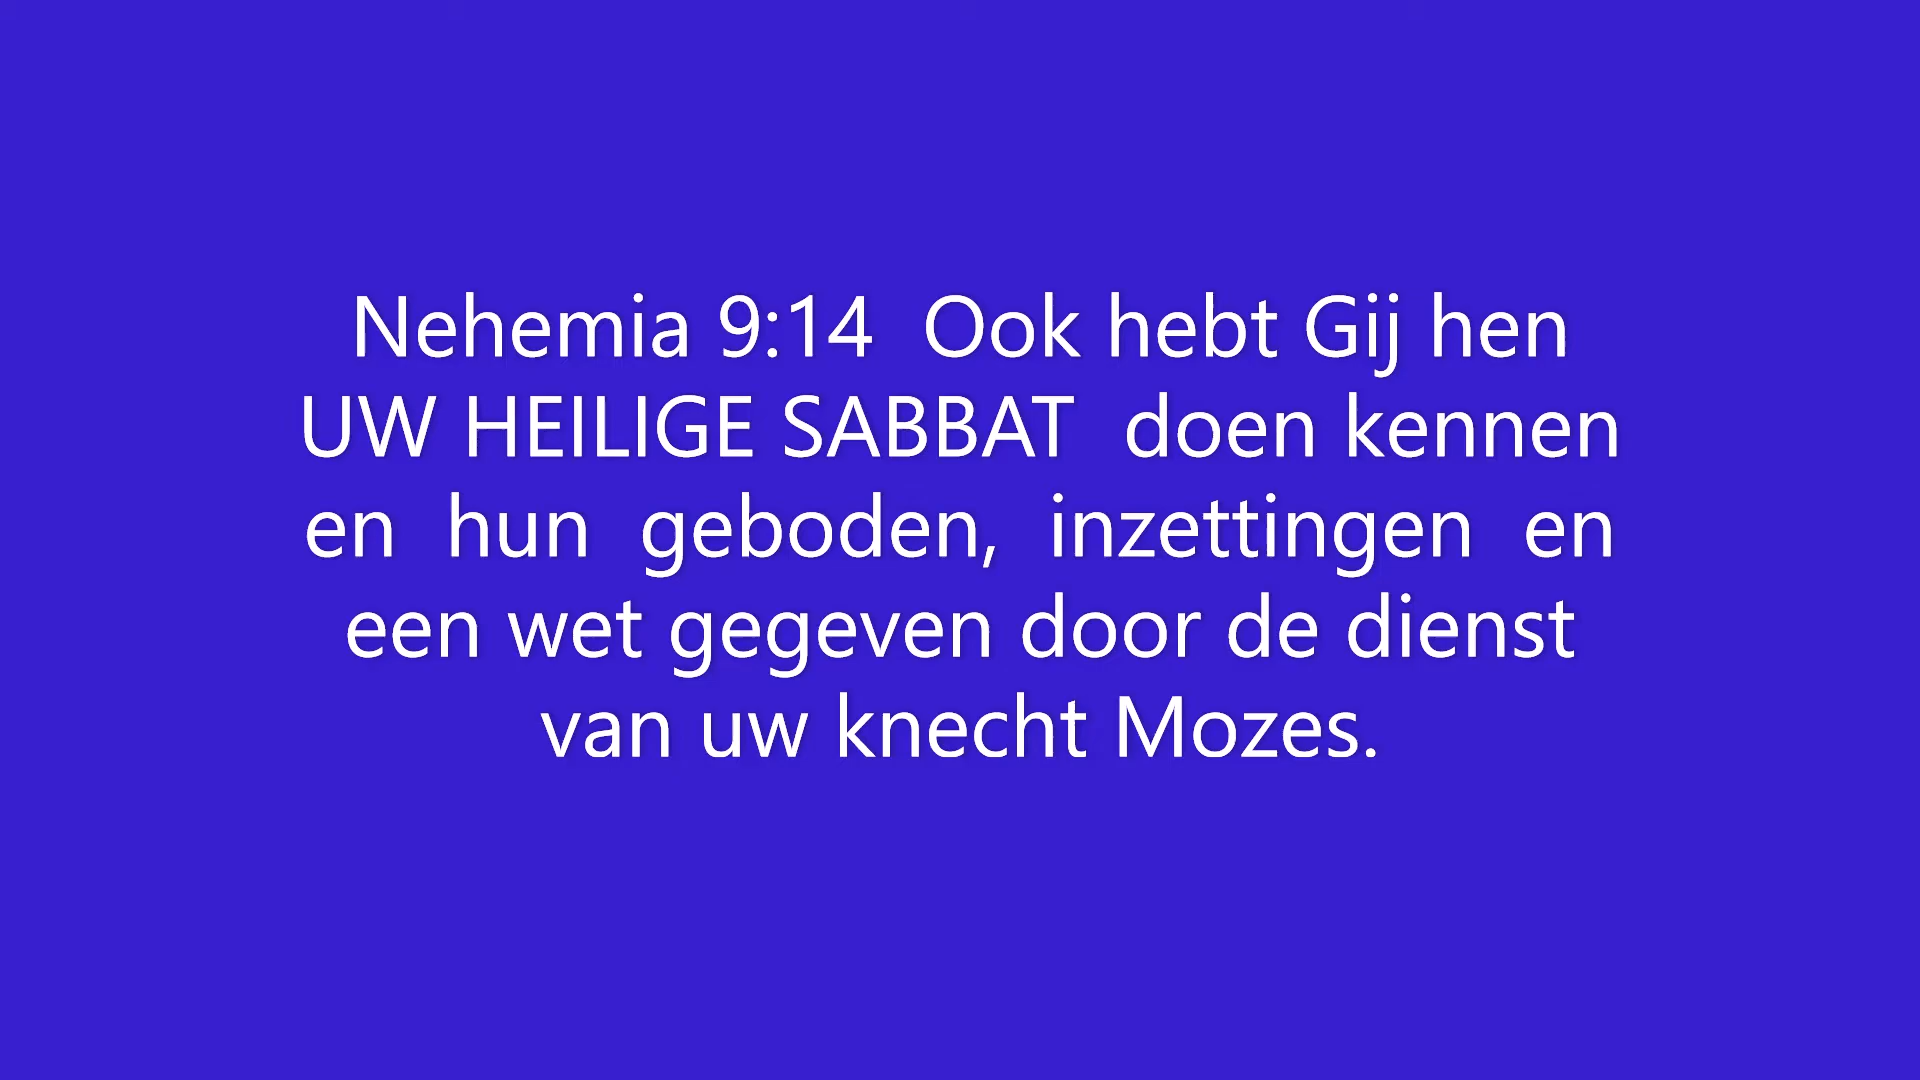 Nehemia 9:14  Ook hebt Gij hen
UW HEILIGE SABBAT  doen kennen
en  hun  geboden,  inzettingen  en
een wet gegeven door de dienst
van uw knecht Mozes.